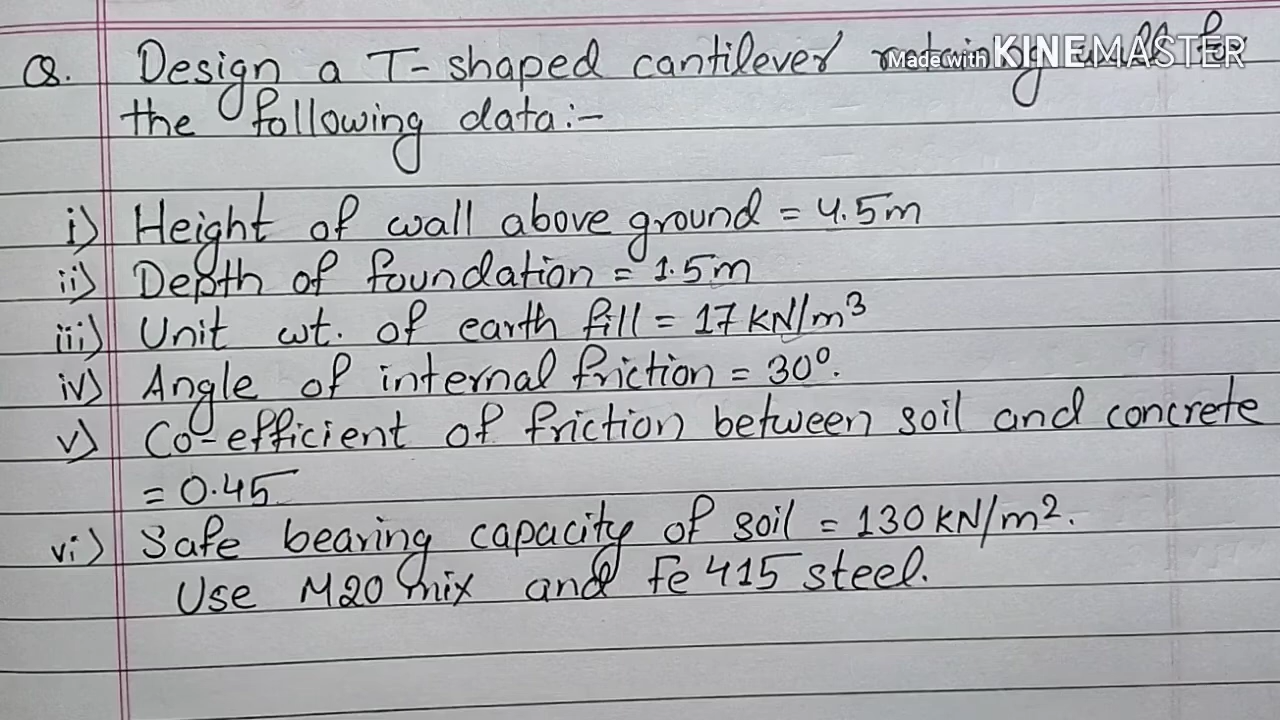 Q. Design a T-shaped cantilever retaining wall for
Made with KINEMASTER
the following data:-
i) Height of wall above ground = 4.5m
ii) Depth of foundation = 1.5m
iii) Unit wt. of earth fill = 17 KN/m³
iv) Angle of internal friction = 30°.
v) Co-efficient of friction between soil and concrete
= 0.45
vi) Safe bearing capacity of soil = 130 KN/m².
Use M20 mix and Fe 415 steel.